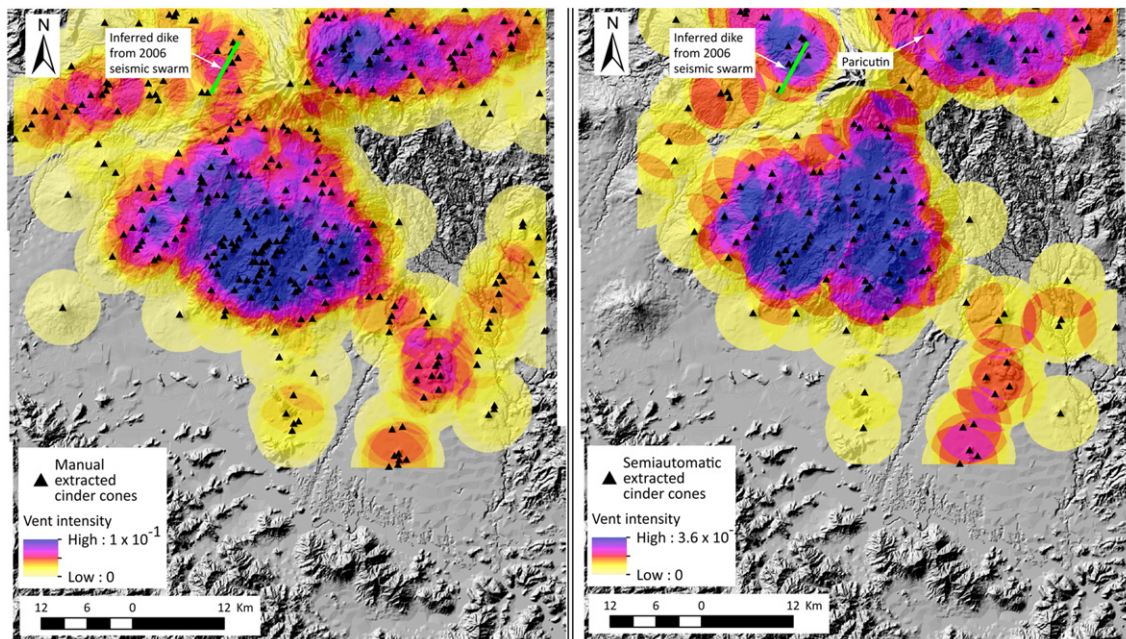 N
Inferred dike
from 2006
seismic swarm
Manual
extracted
cinder cones
Vent intensity
High : 1 x 10⁻¹
Low : 0
12 6 0 12 Km
N
Inferred dike
from 2006
seismic swarm
Paricutin
Semiautomatic
extracted
cinder cones
Vent intensity
High : 3.6 x 10⁻
Low : 0
12 6 0 12 Km